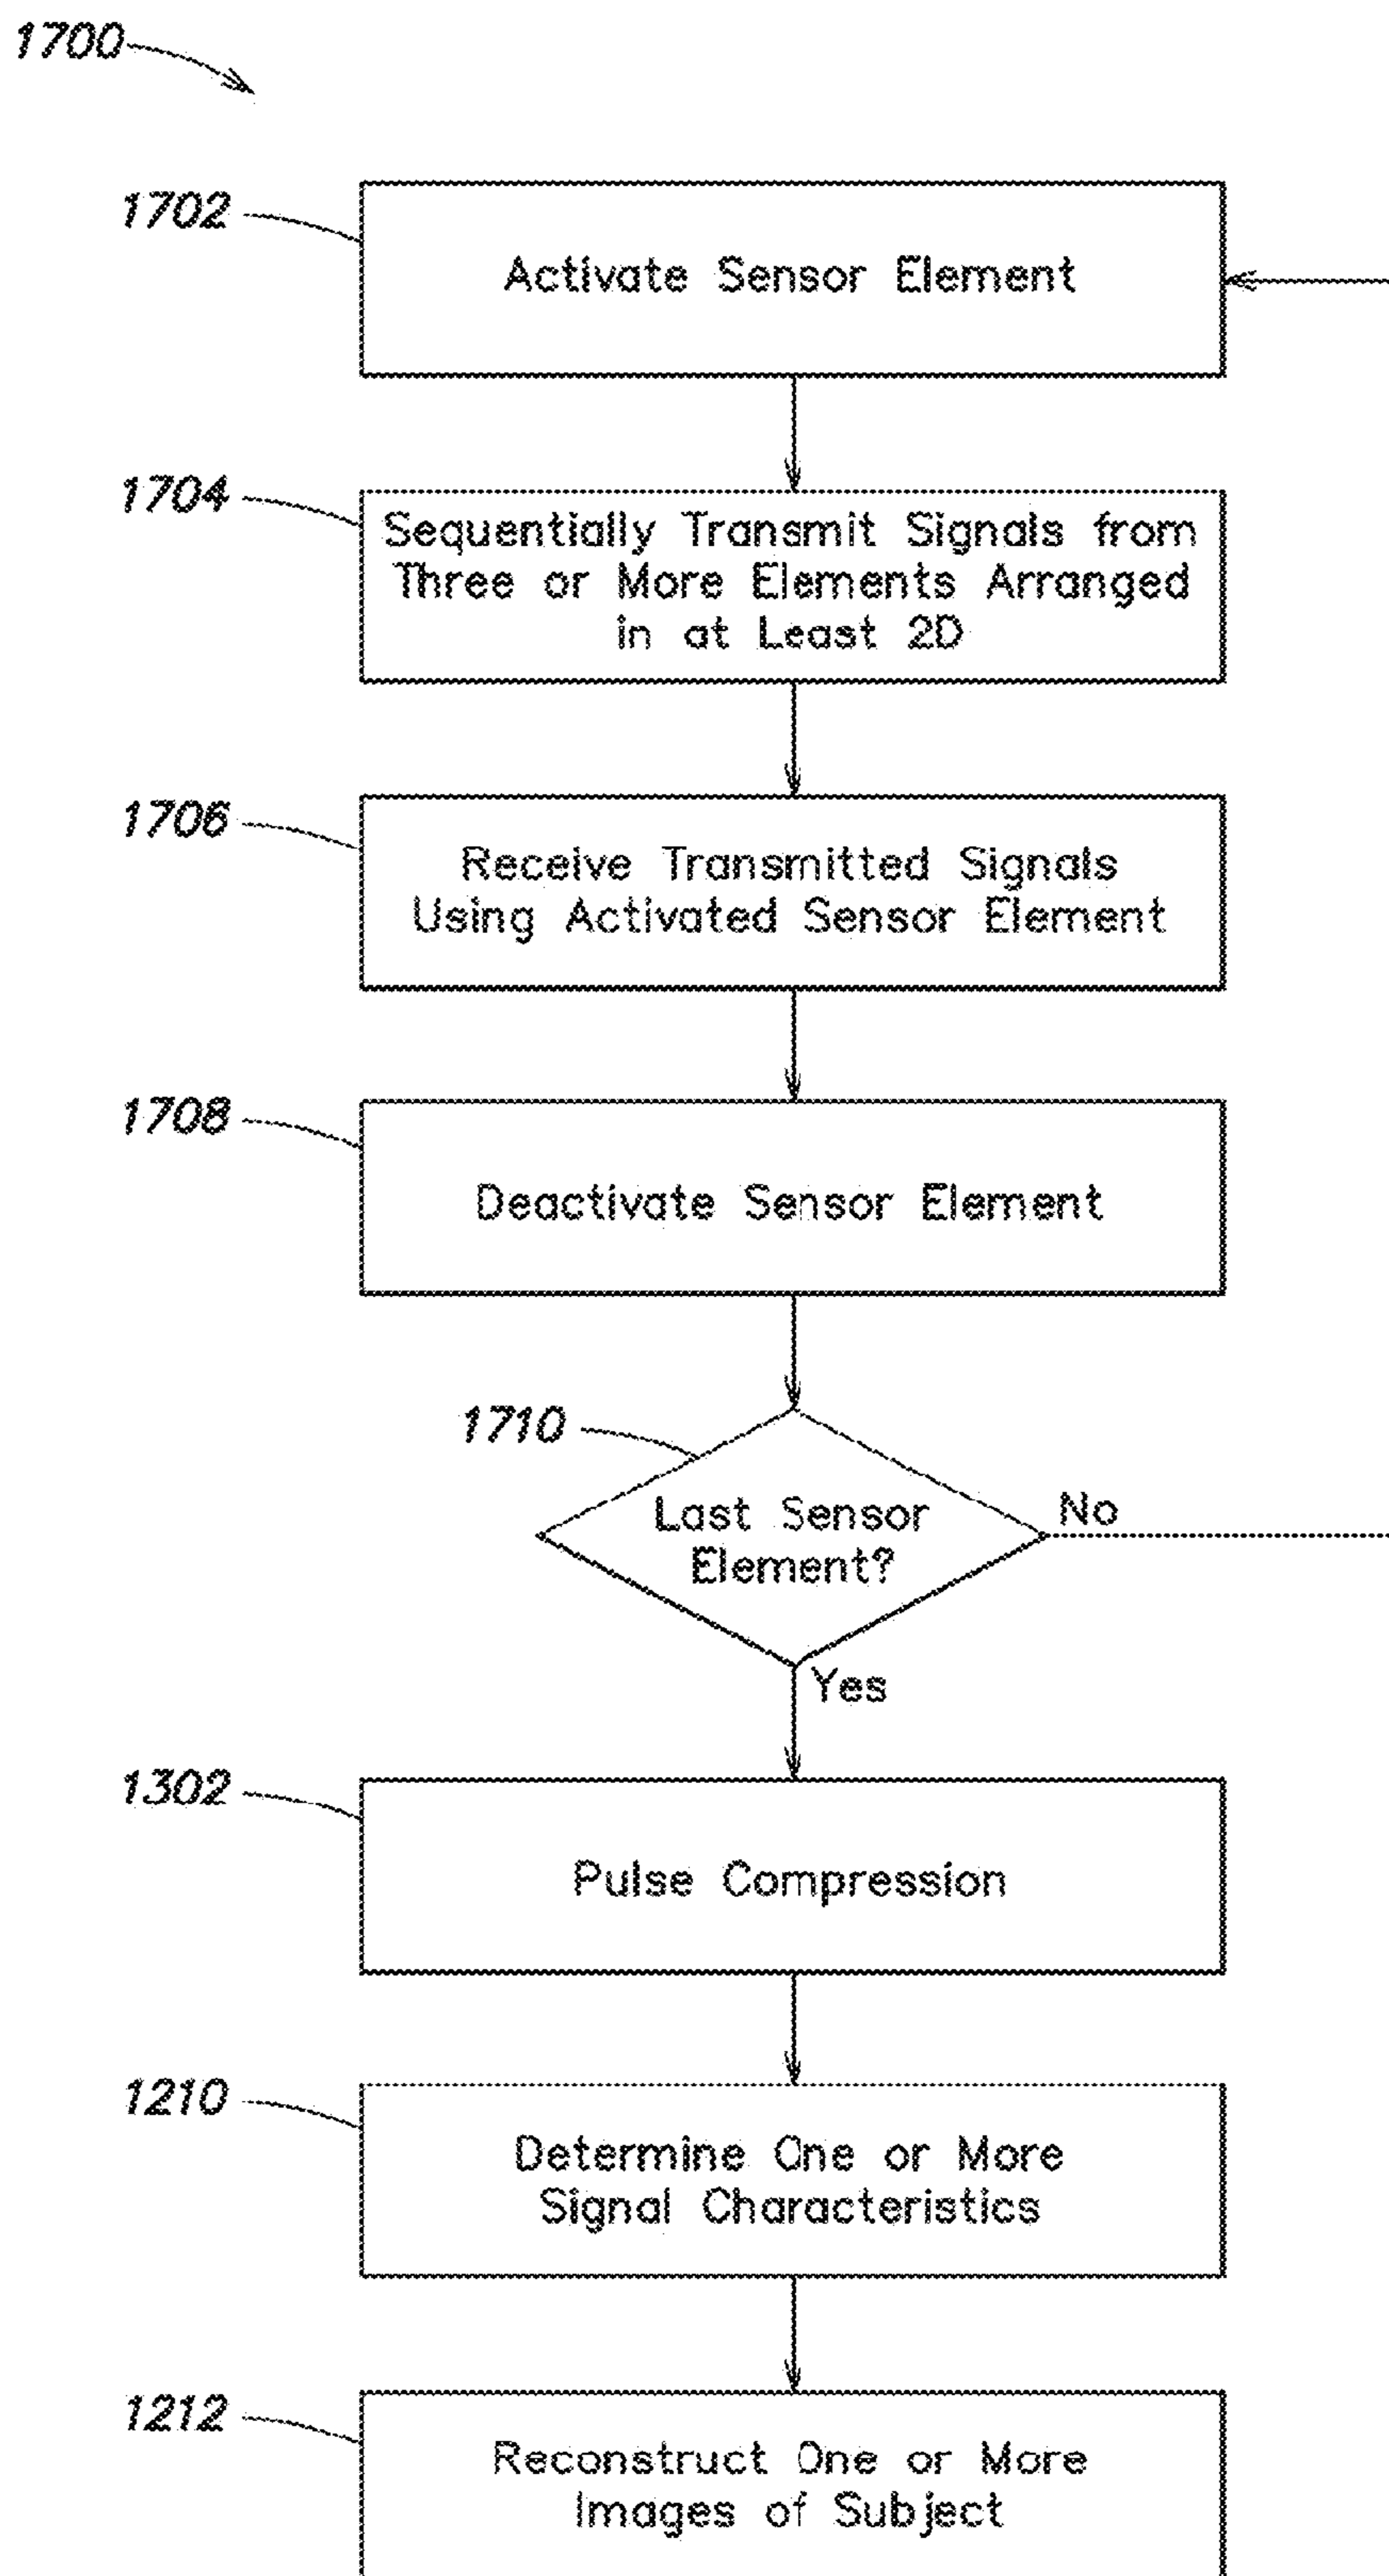 1700
1702
Activate Sensor Element
1704
Sequentially Transmit Signals from
Three or More Elements Arranged
in at Least 2D
1706
Receive Transmitted Signals
Using Activated Sensor Element
1708
Deactivate Sensor Element
1710
Last Sensor
Element?
No
Yes
1302
Pulse Compression
1210
Determine One or More
Signal Characteristics
1212
Reconstruct One or More
Images of Subject